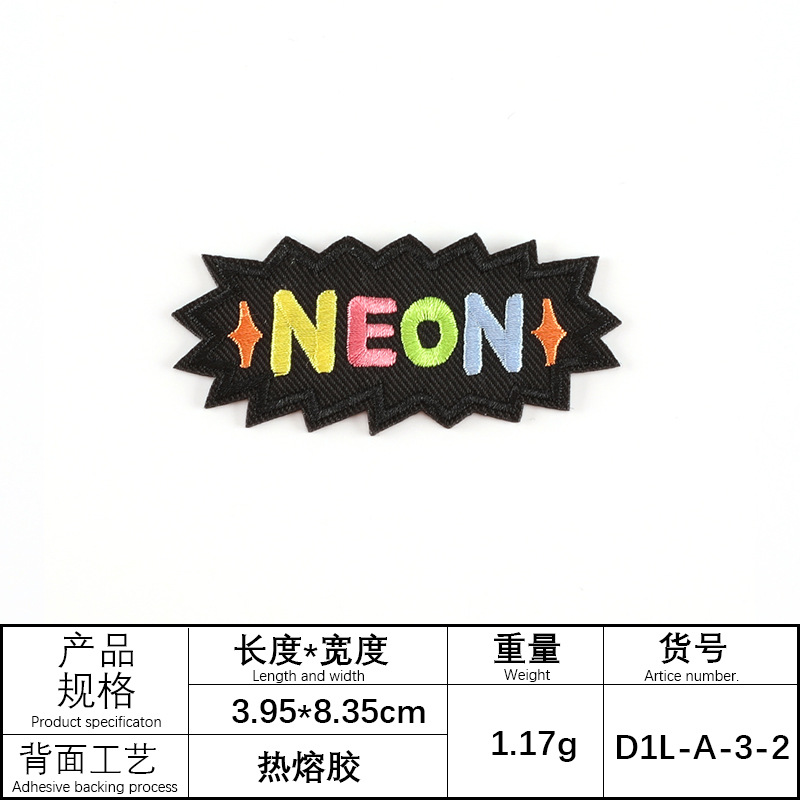 NEON
产品
规格
Product specificaton
长度*宽度
Length and width
重量
Weight
货号
Artice number.
3.95*8.35cm
1.17g
D1L-A-3-2
背面工艺
Adhesive backing process
热熔胶